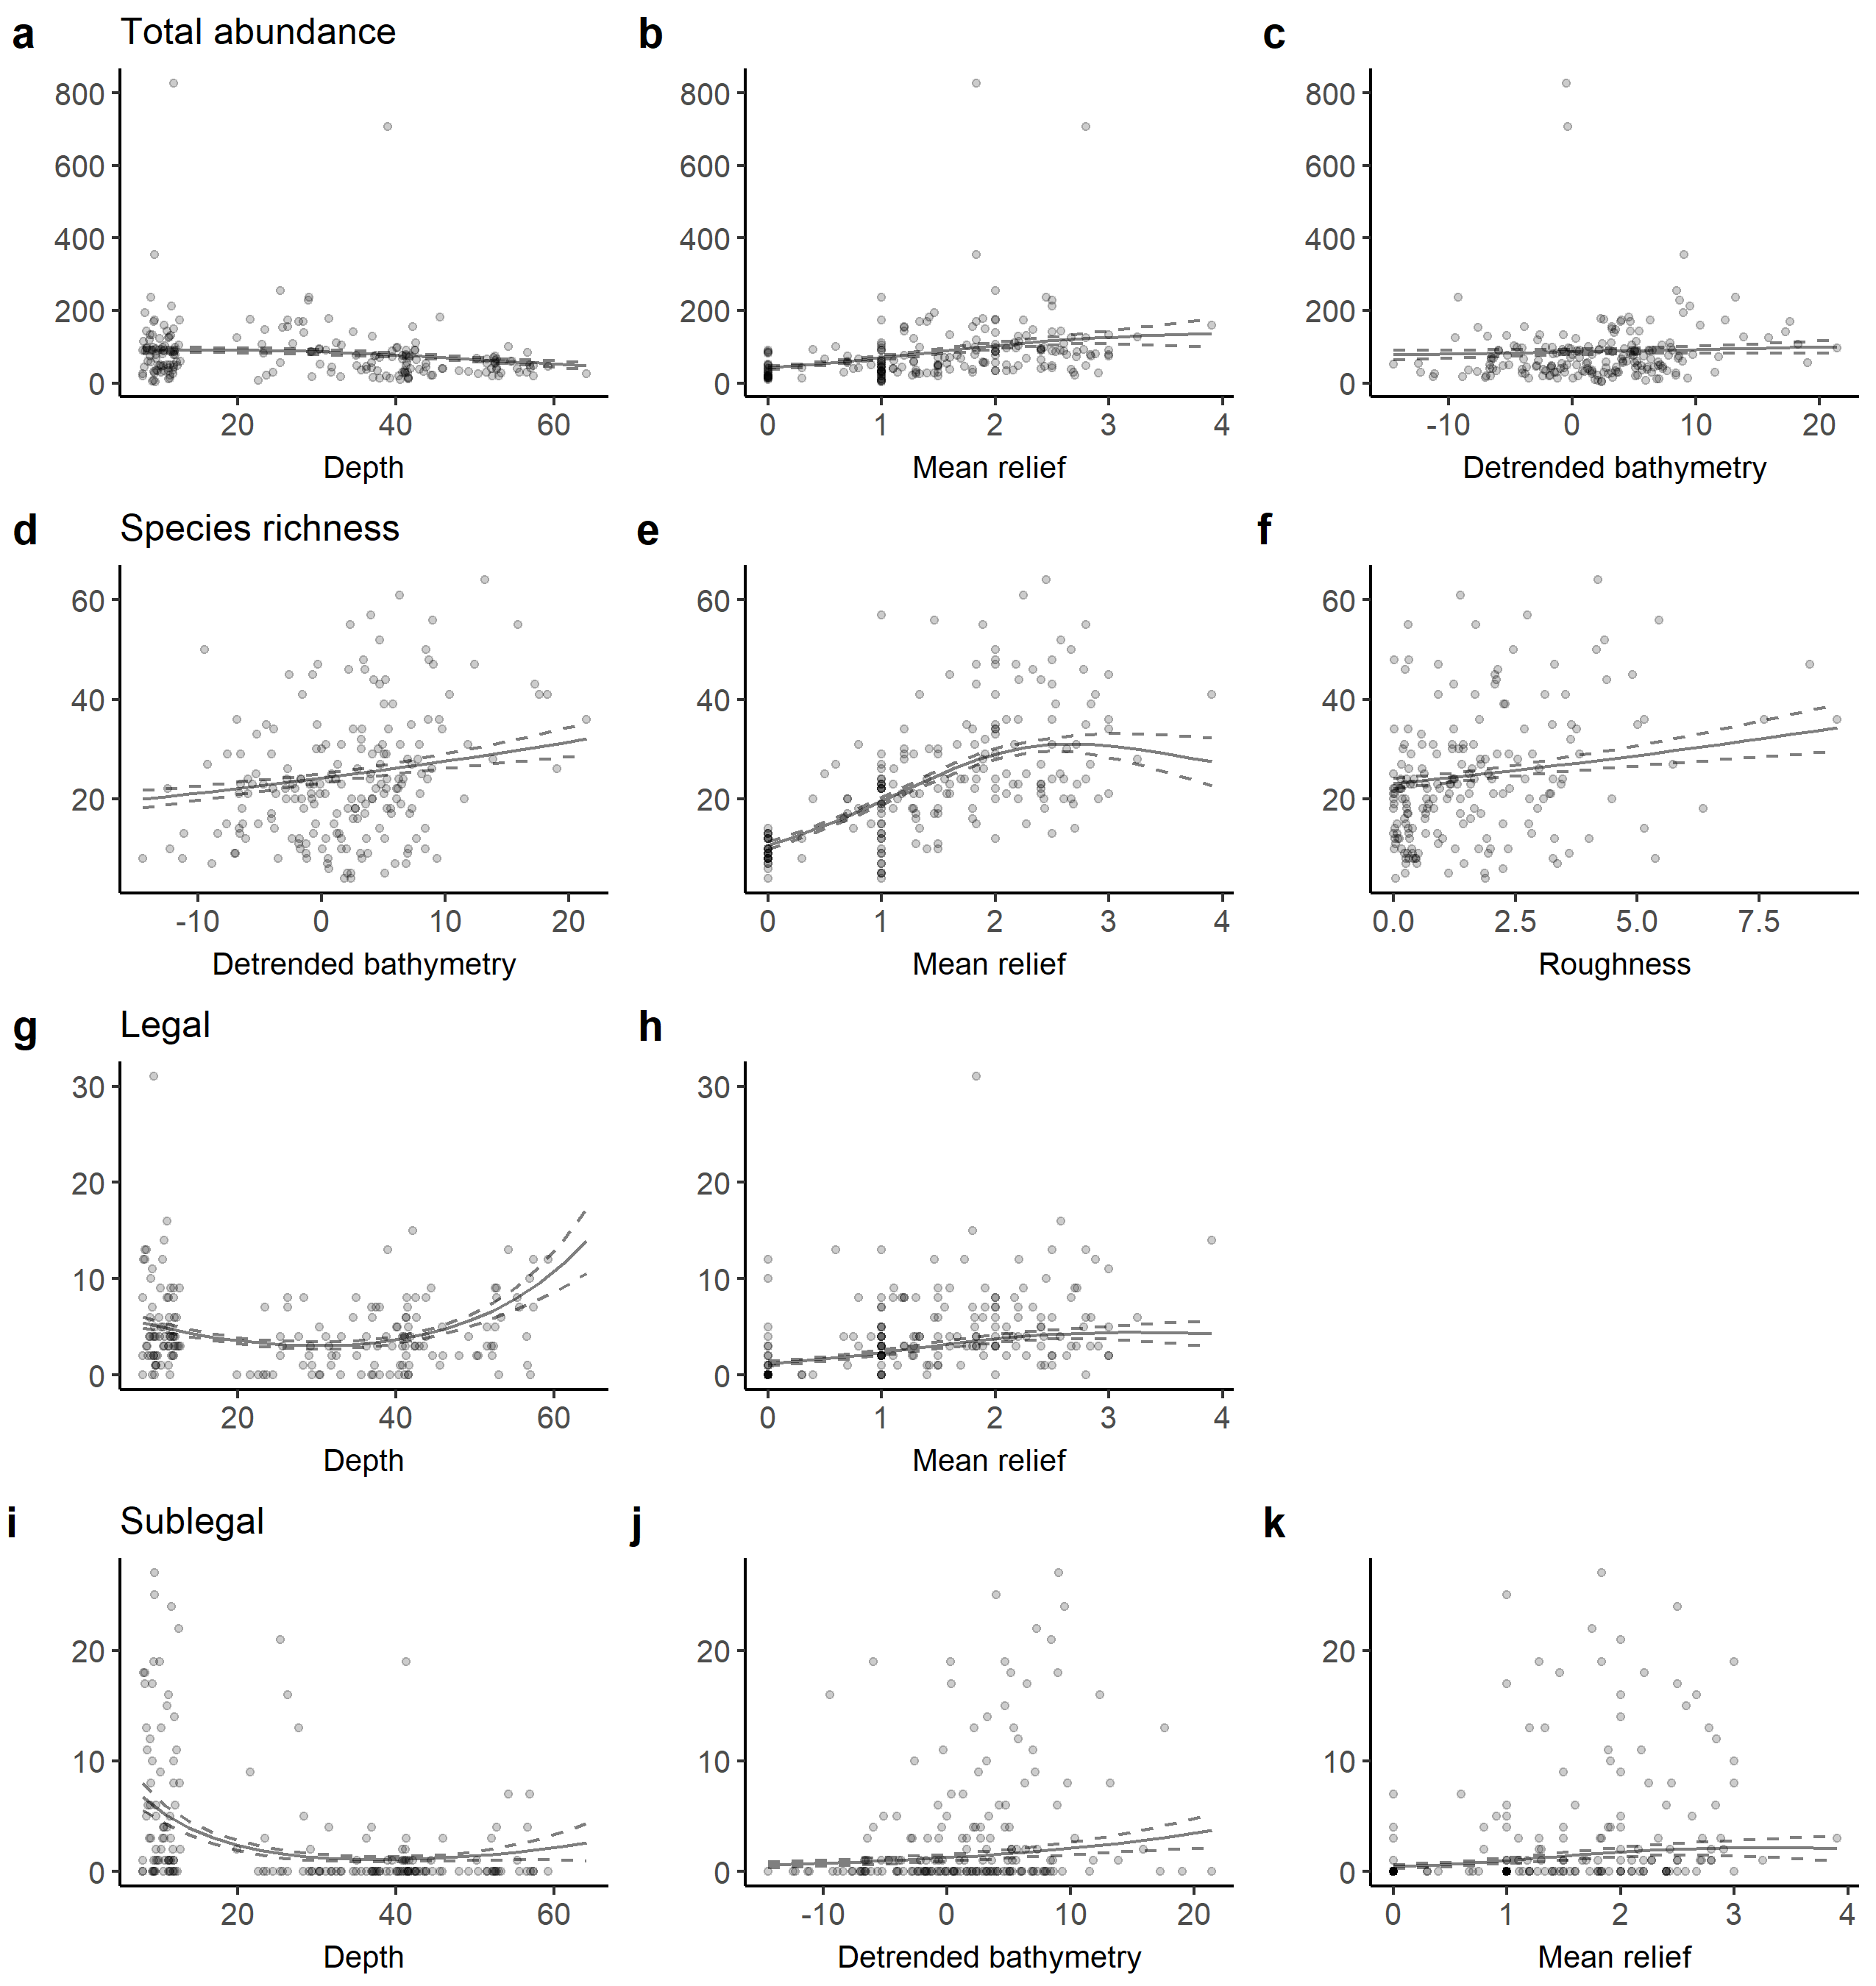 a Total abundance b c
800 800 800
600 600 600
400 400 400
200 200 200
0 0 0
20 40 60 0 1 2 3 4 -10 0 10 20
Depth Mean relief Detrended bathymetry
d Species richness e f
60 60 60
40 40 40
20 20 20
-10 0 10 20 0 1 2 3 4 0.0 2.5 5.0 7.5
Detrended bathymetry Mean relief Roughness
g Legal h
30 30
20 20
10 10
0 0
20 40 60 0 1 2 3 4
Depth Mean relief
i Sublegal j k
20 20 20
10 10 10
0 0 0
20 40 60 -10 0 10 20 0 1 2 3 4
Depth Detrended bathymetry Mean relief